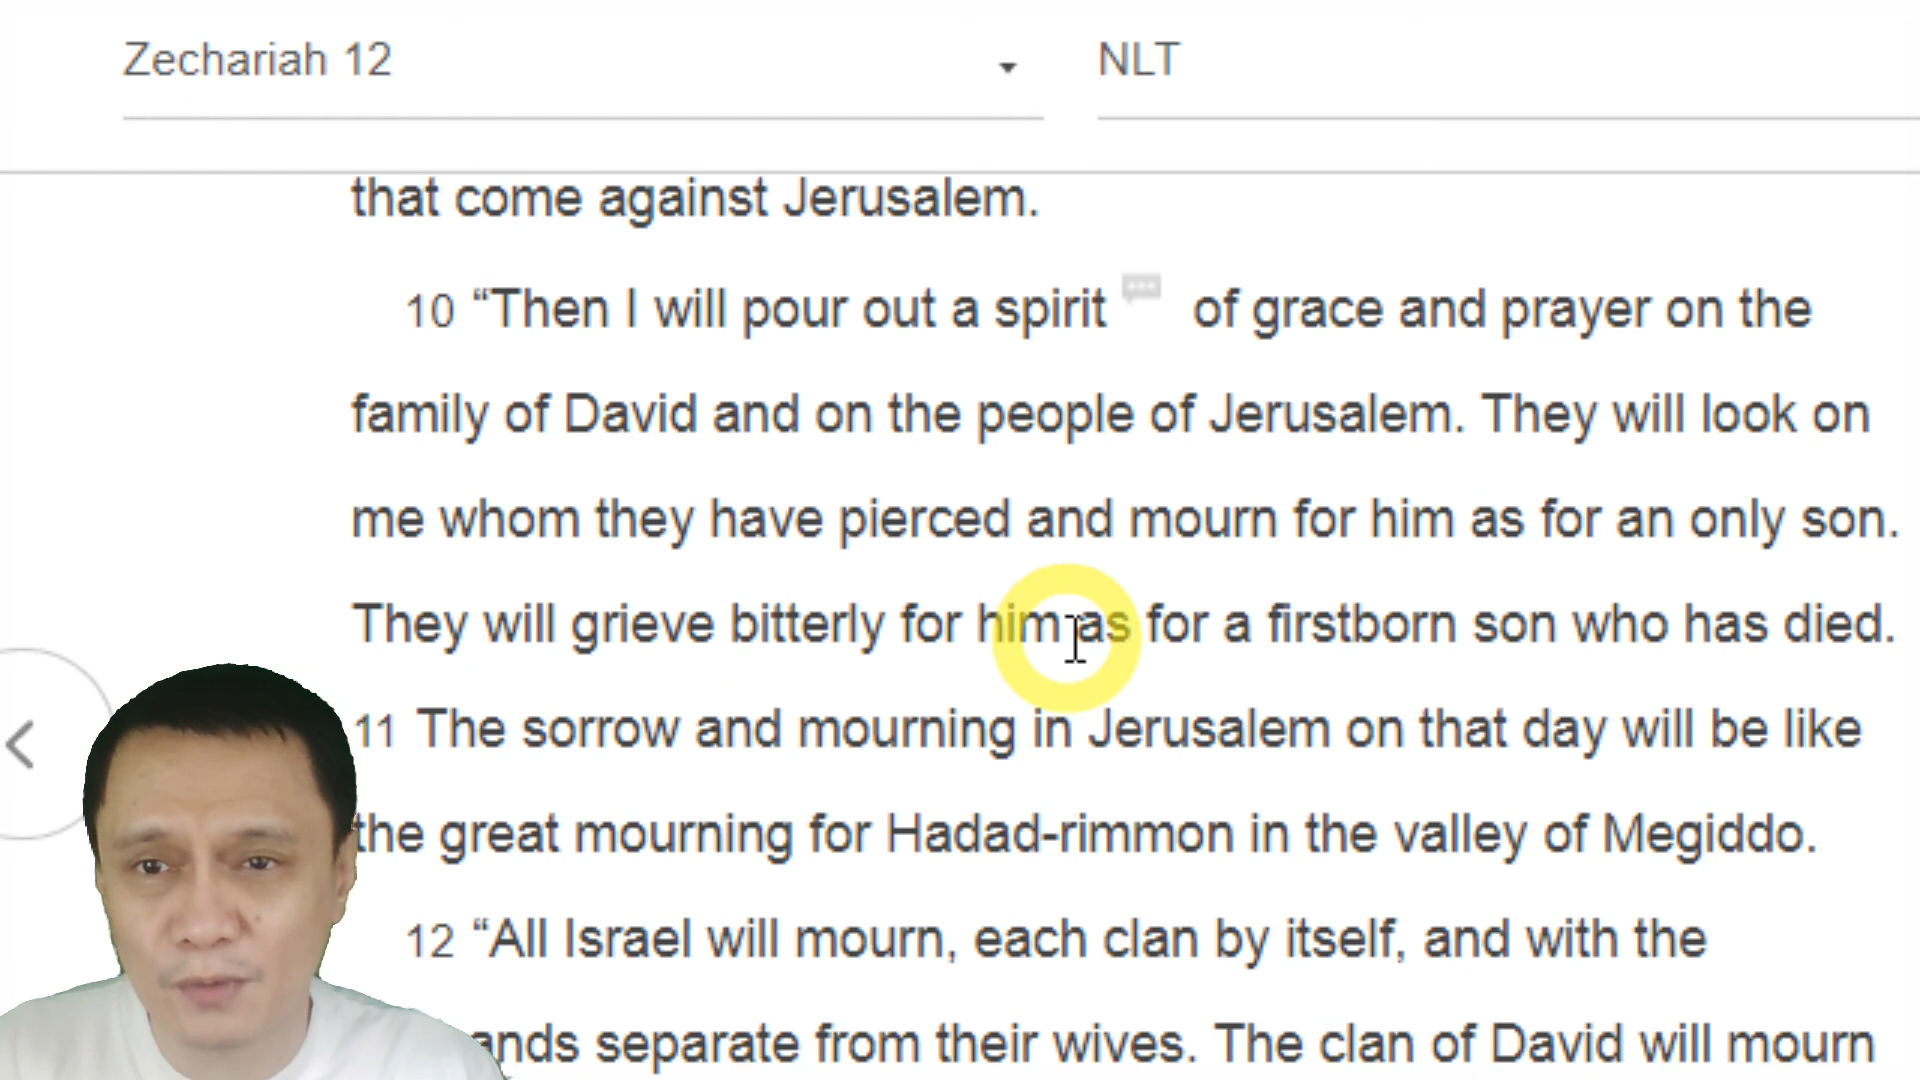 Zechariah 12
NLT
that come against Jerusalem.
10 “Then I will pour out a spirit of grace and prayer on the
family of David and on the people of Jerusalem. They will look on
me whom they have pierced and mourn for him as for an only son.
They will grieve bitterly for him as for a firstborn son who has died.
11 The sorrow and mourning in Jerusalem on that day will be like
the great mourning for Hadad-rimmon in the valley of Megiddo.
12 “All Israel will mourn, each clan by itself, and with the
ands separate from their wives. The clan of David will mourn